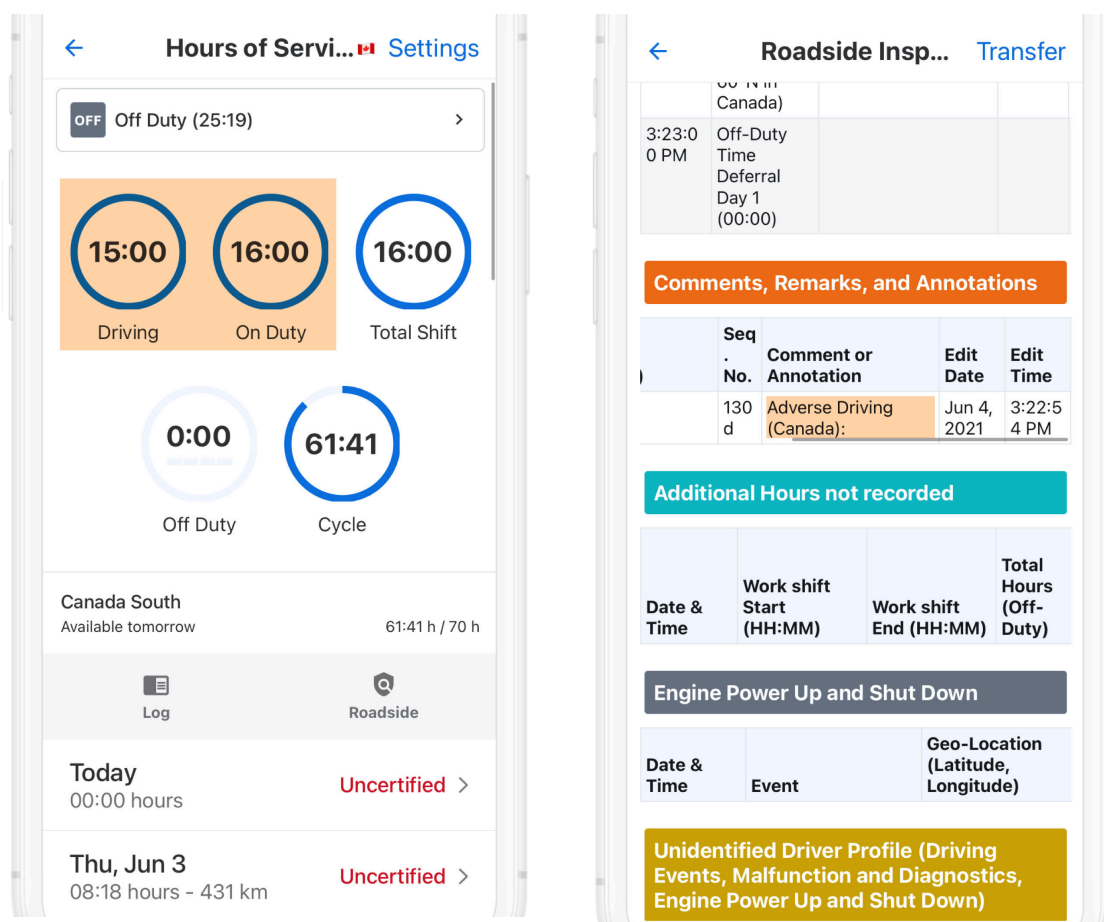 Hours of Servi... Settings
OFF Off Duty (25:19)
15:00
16:00
16:00
Driving
On Duty
Total Shift
0:00
61:41
Off Duty
Cycle
Canada South
Available tomorrow
61:41 h / 70 h
Log
Roadside
Today
00:00 hours
Uncertified
Thu, Jun 3
08:18 hours - 431 km
Uncertified
Roadside Insp... Transfer
Canada)
3:23:0
0 PM
Off-Duty
Time
Deferral
Day 1
(00:00)
Comments, Remarks, and Annotations
)
Seq
.
No.
Comment or
Annotation
Edit
Date
Edit
Time
130
d
Adverse Driving
(Canada):
Jun 4,
2021
3:22:5
4 PM
Additional Hours not recorded
Date &
Time
Work shift
Start
(HH:MM)
Work shift
End (HH:MM)
Total
Hours
(Off-
Duty)
Engine Power Up and Shut Down
Date &
Time
Event
Geo-Location
(Latitude,
Longitude)
Unidentified Driver Profile (Driving
Events, Malfunction and Diagnostics,
Engine Power Up and Shut Down)